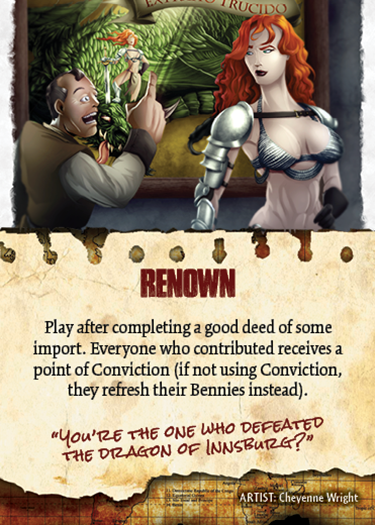 EXITIUO TRUCIDO
RENOWN
Play after completing a good deed of some
import. Everyone who contributed receives a
point of Conviction (if not using Conviction,
they refresh their Bennies instead).
“YOU'RE THE ONE WHO DEFEATED
THE DRAGON OF INNSBURG?”
ARTIST: Cheyenne Wright